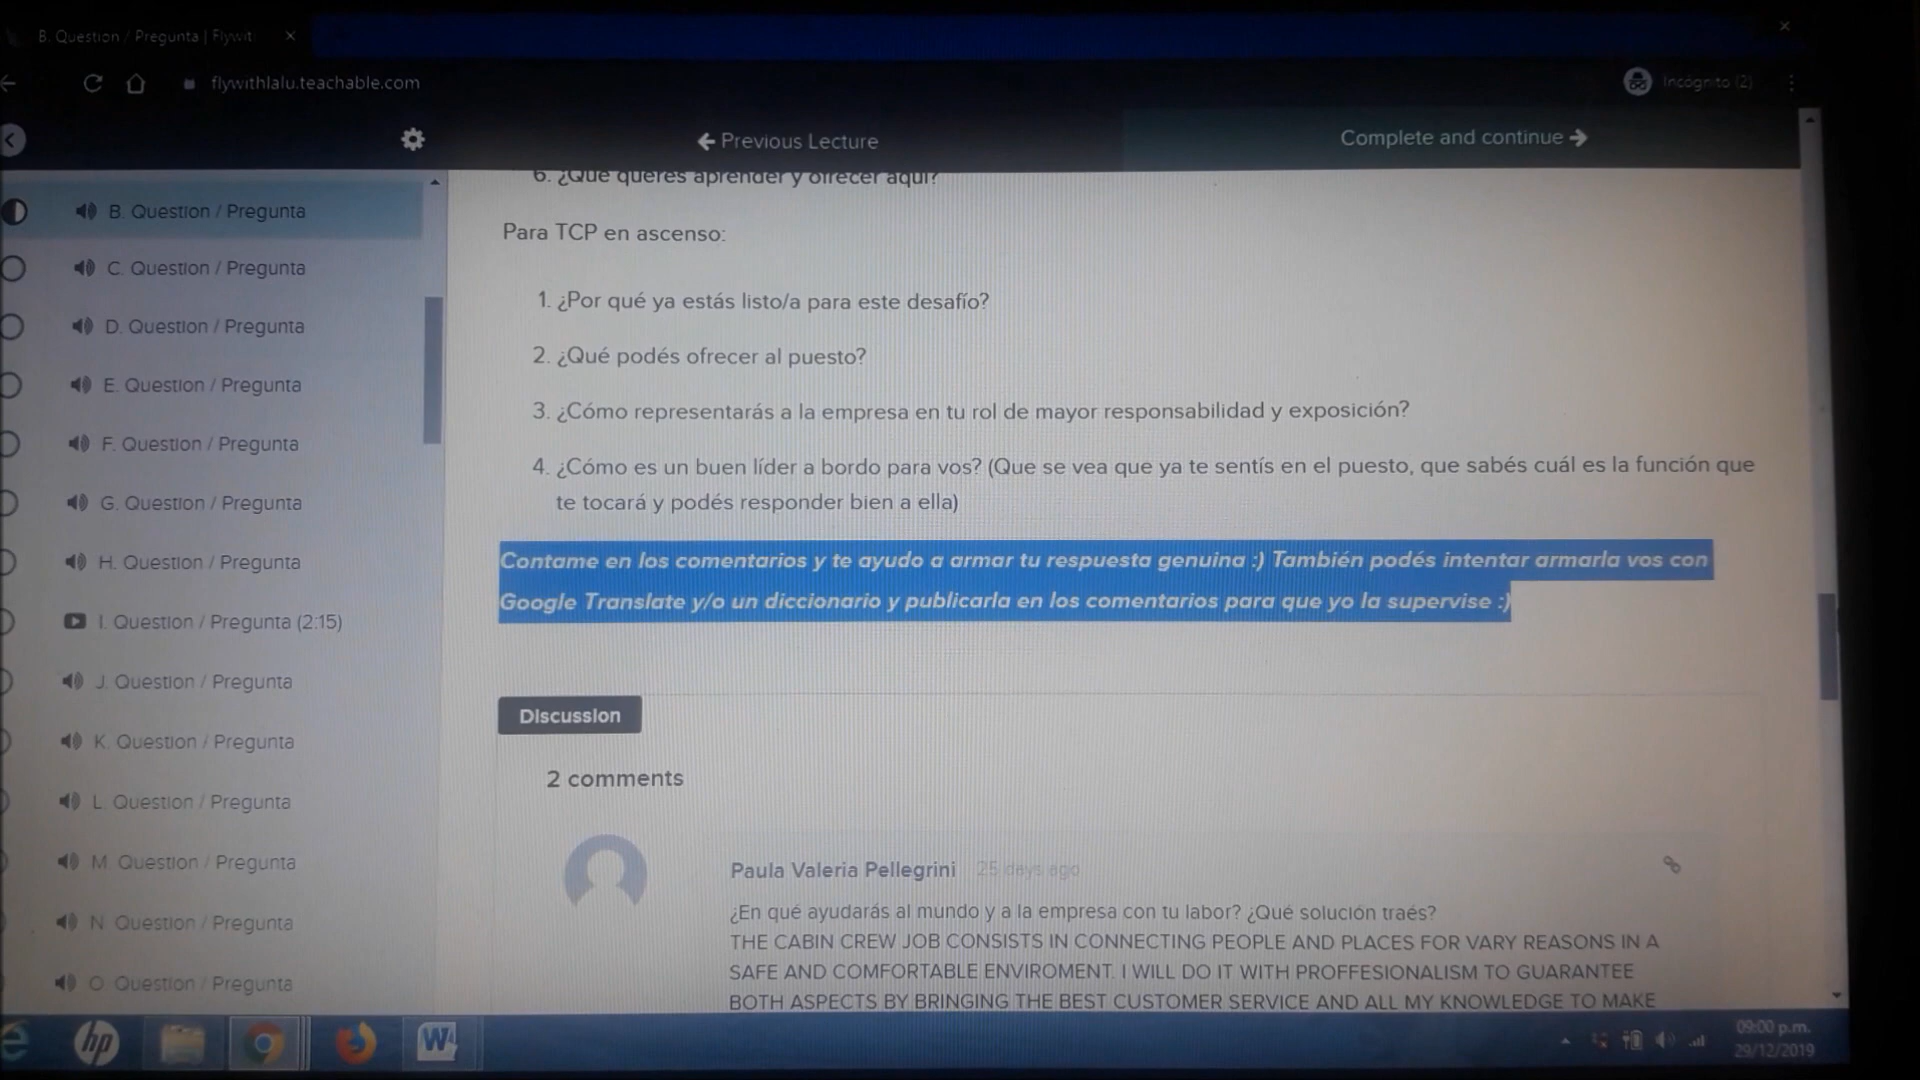 B. Question / Pregunta | Flywit
flywithlalu.teachable.com
Incógnito (2)
Previous Lecture
Complete and continue
B. Question / Pregunta
C. Question / Pregunta
D. Question / Pregunta
E. Question / Pregunta
F. Question / Pregunta
G. Question / Pregunta
H. Question / Pregunta
I. Question / Pregunta (2:15)
J. Question / Pregunta
K. Question / Pregunta
L. Question / Pregunta
M. Question / Pregunta
N. Question / Pregunta
O. Question / Pregunta
6. ¿Qué querés aprender y ofrecer aquí?
Para TCP en ascenso:
1. ¿Por qué ya estás listo/a para este desafío?
2. ¿Qué podés ofrecer al puesto?
3. ¿Cómo representarás a la empresa en tu rol de mayor responsabilidad y exposición?
4. ¿Cómo es un buen líder a bordo para vos? (Que se vea que ya te sentís en el puesto, que sabés cuál es la función que
te tocará y podés responder bien a ella)
Contame en los comentarios y te ayudo a armar tu respuesta genuina :) También podés intentar armarla vos con
Google Translate y/o un diccionario y publicarla en los comentarios para que yo la supervise :)
Discussion
2 comments
Paula Valeria Pellegrini 25 days ago
¿En qué ayudarás al mundo y a la empresa con tu labor? ¿Qué solución traés?
THE CABIN CREW JOB CONSISTS IN CONNECTING PEOPLE AND PLACES FOR VARY REASONS IN A
SAFE AND COMFORTABLE ENVIROMENT. I WILL DO IT WITH PROFFESIONALISM TO GUARANTEE
BOTH ASPECTS BY BRINGING THE BEST CUSTOMER SERVICE AND ALL MY KNOWLEDGE TO MAKE
hp
W
09:00 p.m.
29/12/2019